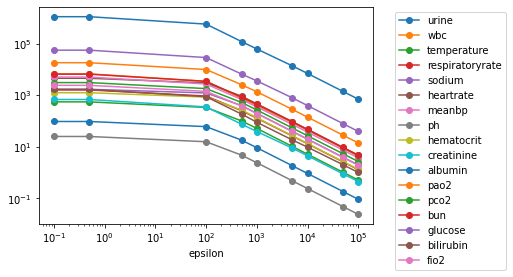 10^5
10^3
10^1
10^-1
10^-1 10^0 10^1 10^2 10^3 10^4 10^5
epsilon
urine
wbc
temperature
respiratoryrate
sodium
heartrate
meanbp
ph
hematocrit
creatinine
albumin
pao2
pco2
bun
glucose
bilirubin
fio2